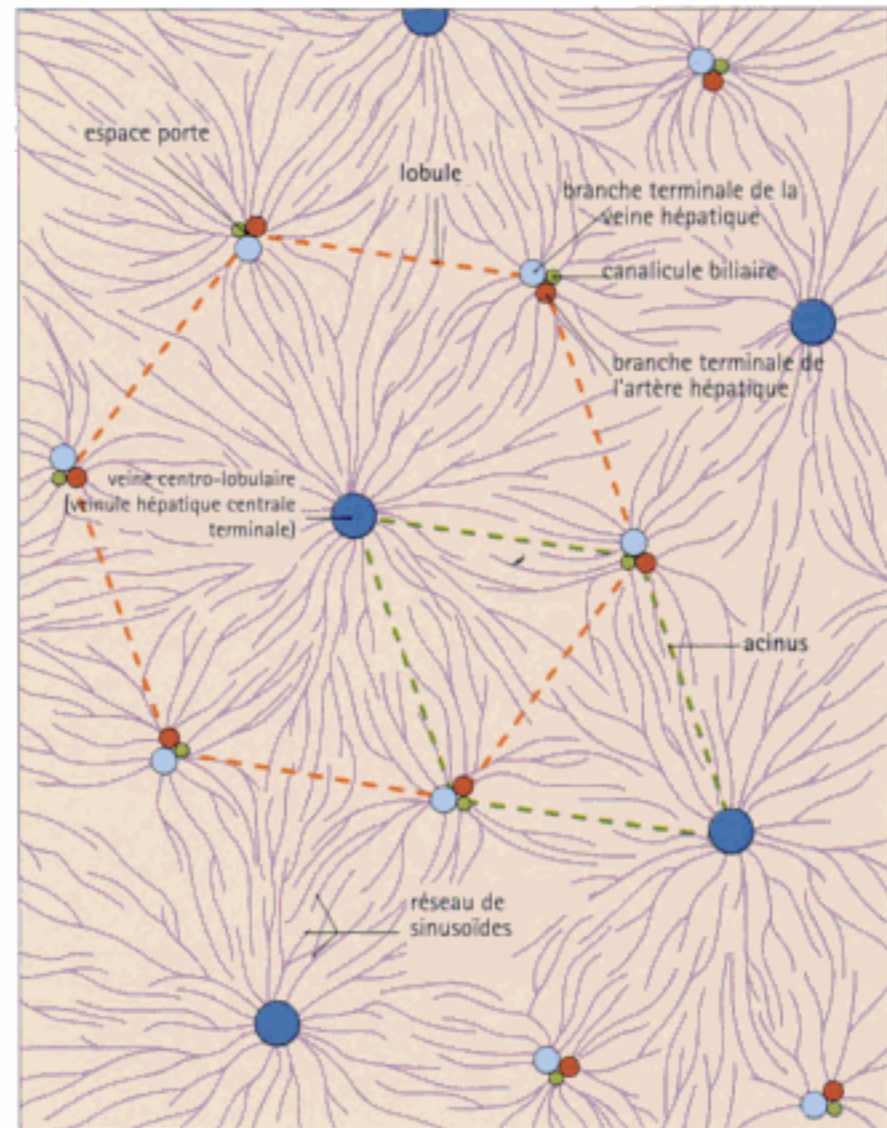 espace porte
lobule
branche terminale de la
veine hépatique
canalicule biliaire
branche terminale de
l'artère hépatique
veine centro-lobulaire
(veinule hépatique centrale
terminale)
acinus
réseau de
sinusoïdes